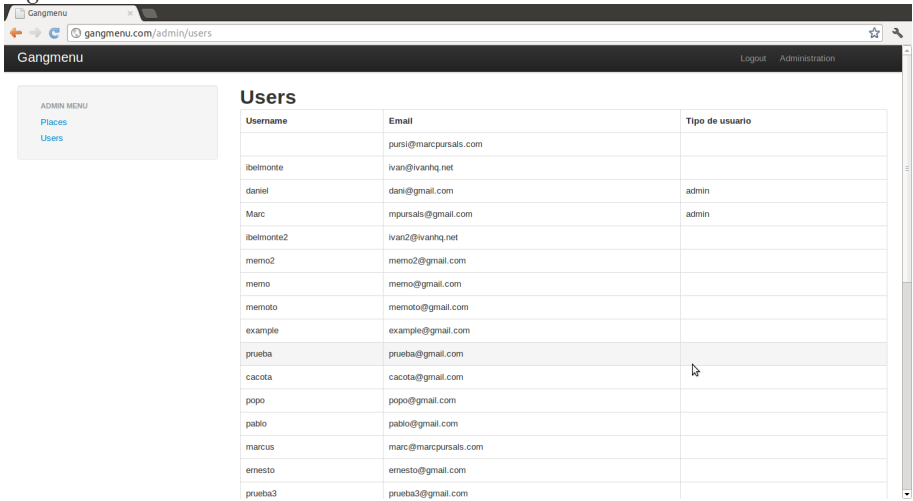 Gangmenu
gangmenu.com/admin/users
Gangmenu Logout Administration
ADMIN MENU
Places
Users
Users
Username Email Tipo de usuario
pursi@marcpursals.com
ibelmonte ivan@ivanhq.net
daniel dani@gmail.com admin
Marc mpursals@gmail.com admin
ibelmonte2 ivan2@ivanhq.net
memo2 memo2@gmail.com
memo memo@gmail.com
memoto memoto@gmail.com
example example@gmail.com
prueba prueba@gmail.com
cacota cacota@gmail.com
popo popo@gmail.com
pablo pablo@gmail.com
marcus marc@marcpursals.com
ernesto ernesto@gmail.com
prueba3 prueba3@gmail.com